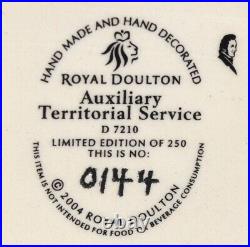 HAND MADE AND HAND DECORATED
ROYAL DOULTON
Auxiliary
Territorial Service
D 7210
LIMITED EDITION OF 250
THIS IS NO:
0144
THIS ITEM IS NOT INTENDED FOR FOOD OR BEVERAGE CONSUMPTION
© 2004 ROYAL DOULTON